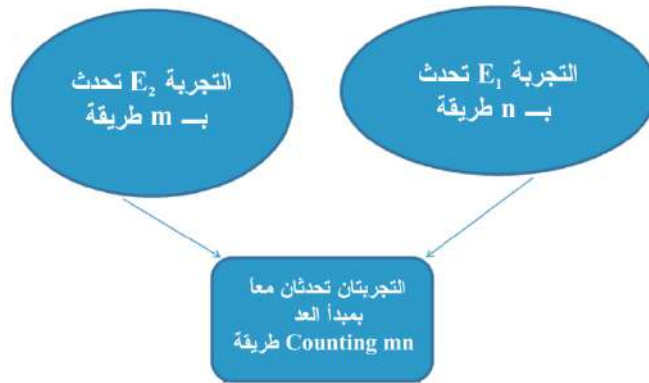 التجربة E₁ تحدث
بـــ n طريقة
التجربة E₂ تحدث
بـــ m طريقة
التجربتان تحدثان معاً
بمبدأ العد
Counting mn طريقة